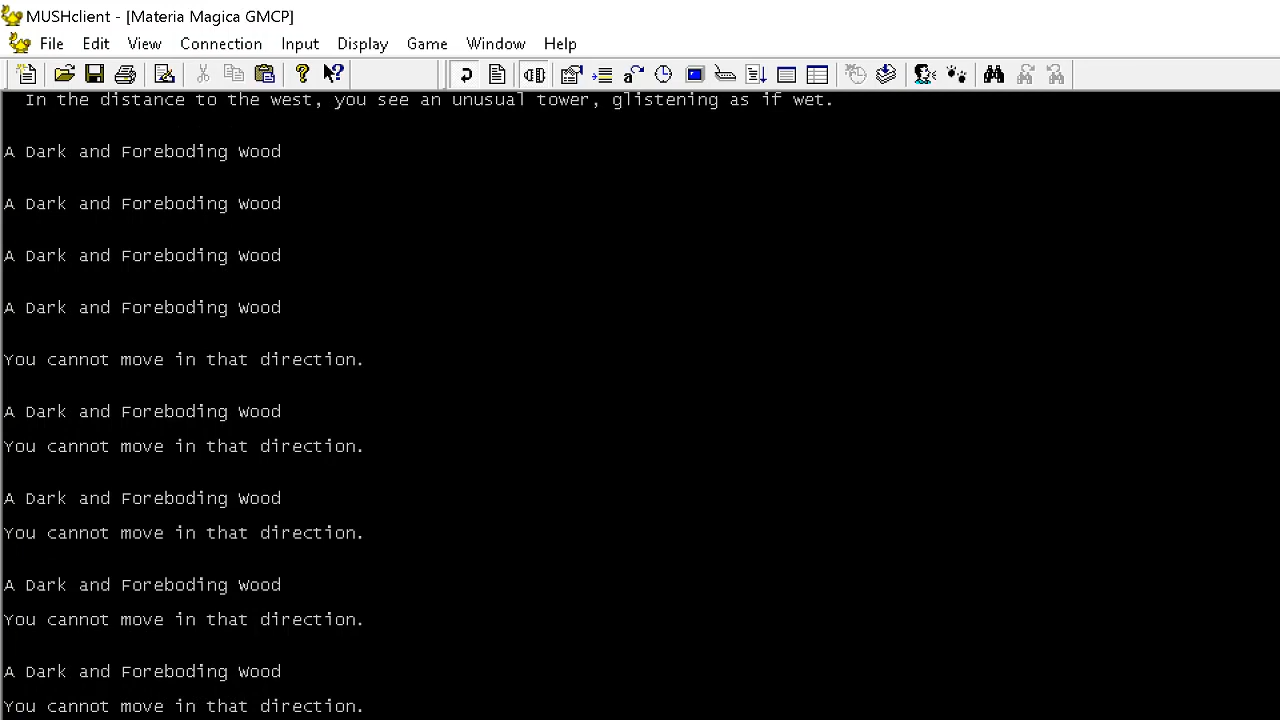 MUSHclient - [Materia Magica GMCP]
File Edit View Connection Input Display Game Window Help
In the distance to the west, you see an unusual tower, glistening as if wet.
A Dark and Foreboding Wood
A Dark and Foreboding Wood
A Dark and Foreboding Wood
A Dark and Foreboding Wood
You cannot move in that direction.
A Dark and Foreboding Wood
You cannot move in that direction.
A Dark and Foreboding Wood
You cannot move in that direction.
A Dark and Foreboding Wood
You cannot move in that direction.
A Dark and Foreboding Wood
You cannot move in that direction.